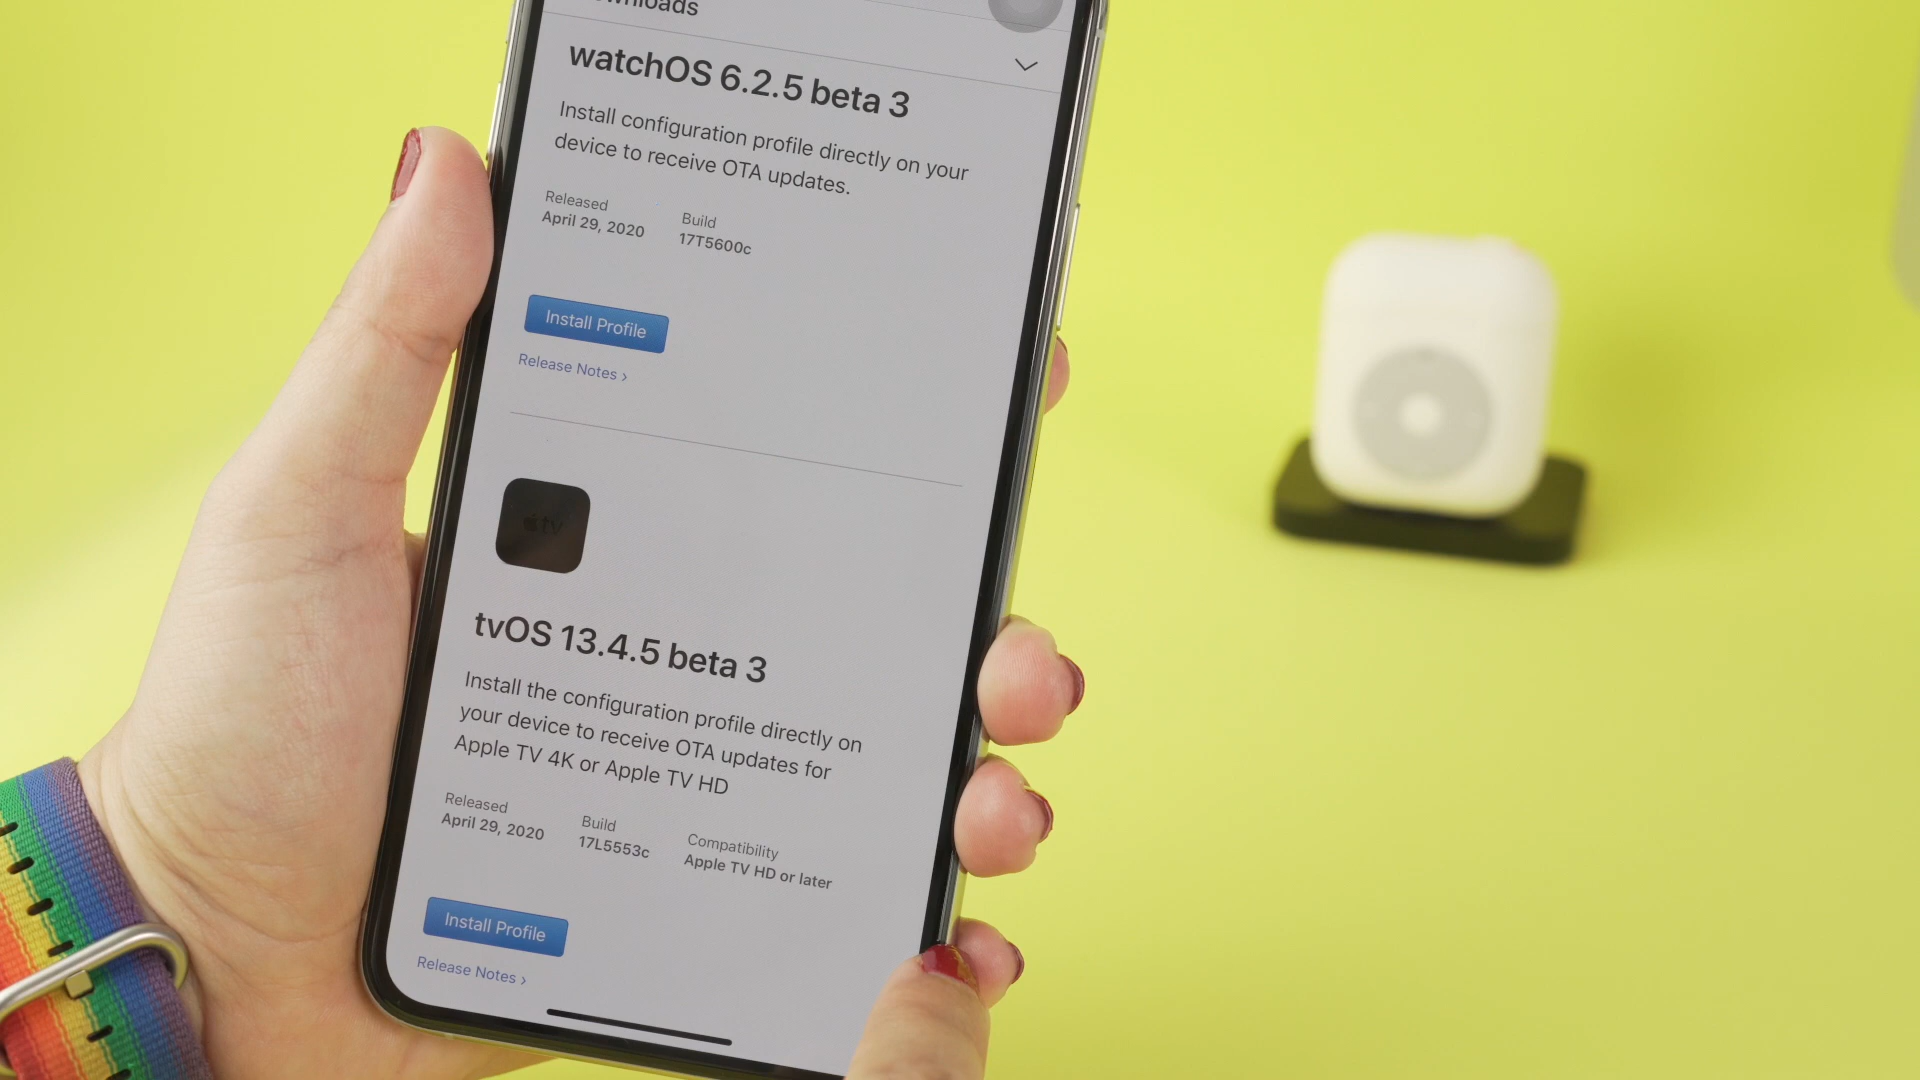 wnloads
watchOS 6.2.5 beta 3
Install configuration profile directly on your
device to receive OTA updates.
Released
April 29, 2020
Build
17T5600c
Install Profile
Release Notes ›
tv
tvOS 13.4.5 beta 3
Install the configuration profile directly on
your device to receive OTA updates for
Apple TV 4K or Apple TV HD
Released
April 29, 2020
Build
17L5553c
Compatibility
Apple TV HD or later
Install Profile
Release Notes ›